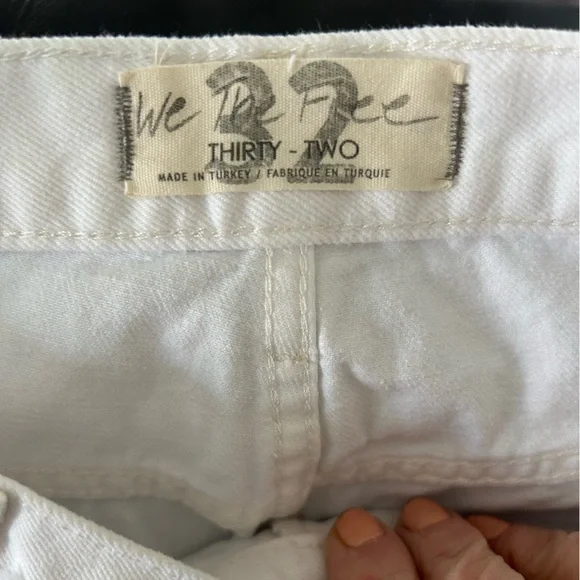 We The Free
32
THIRTY - TWO
MADE IN TURKEY / FABRIQUE EN TURQUIE